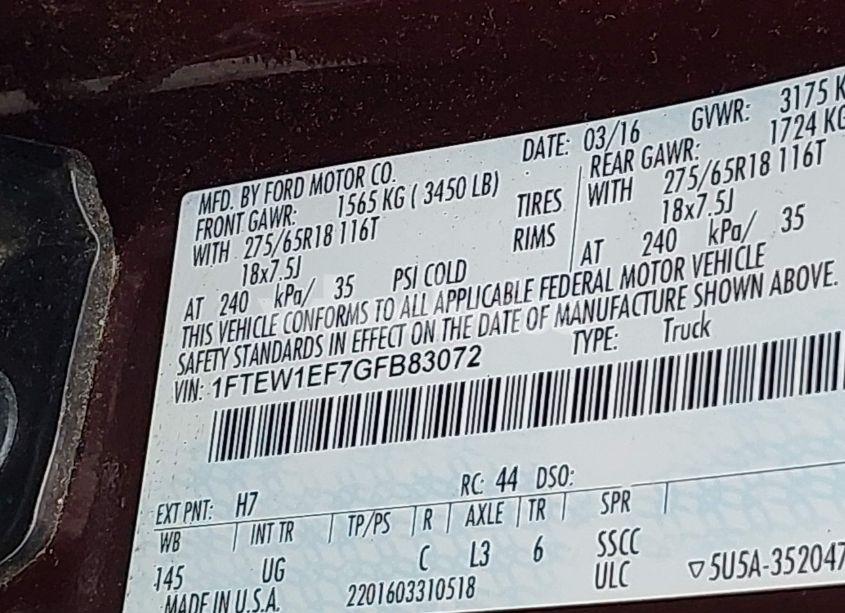 MFD. BY FORD MOTOR CO. DATE: 03/16 GVWR: 3175 K
FRONT GAWR: 1565 KG ( 3450 LB) REAR GAWR: 1724 KG
WITH 275/65R18 116T TIRES WITH 275/65R18 116T
18x7.5J RIMS 18x7.5J
AT 240 kPa/ 35 PSI COLD AT 240 kPa/ 35
THIS VEHICLE CONFORMS TO ALL APPLICABLE FEDERAL MOTOR VEHICLE
SAFETY STANDARDS IN EFFECT ON THE DATE OF MANUFACTURE SHOWN ABOVE.
VIN: 1FTEW1EF7GFB83072 TYPE: Truck
EXT PNT: H7 RC: 44 DSO:
WB INT TR TP/PS R AXLE TR SPR
145 UG C L3 6 SSCC
ULC ▽5U5A-352047
MADE IN U.S.A. 2201603310518